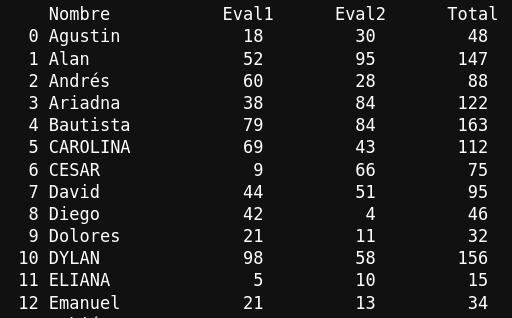 Nombre Eval1 Eval2 Total
0 Agustin 18 30 48
1 Alan 52 95 147
2 Andrés 60 28 88
3 Ariadna 38 84 122
4 Bautista 79 84 163
5 CAROLINA 69 43 112
6 CESAR 9 66 75
7 David 44 51 95
8 Diego 42 4 46
9 Dolores 21 11 32
10 DYLAN 98 58 156
11 ELIANA 5 10 15
12 Emanuel 21 13 34